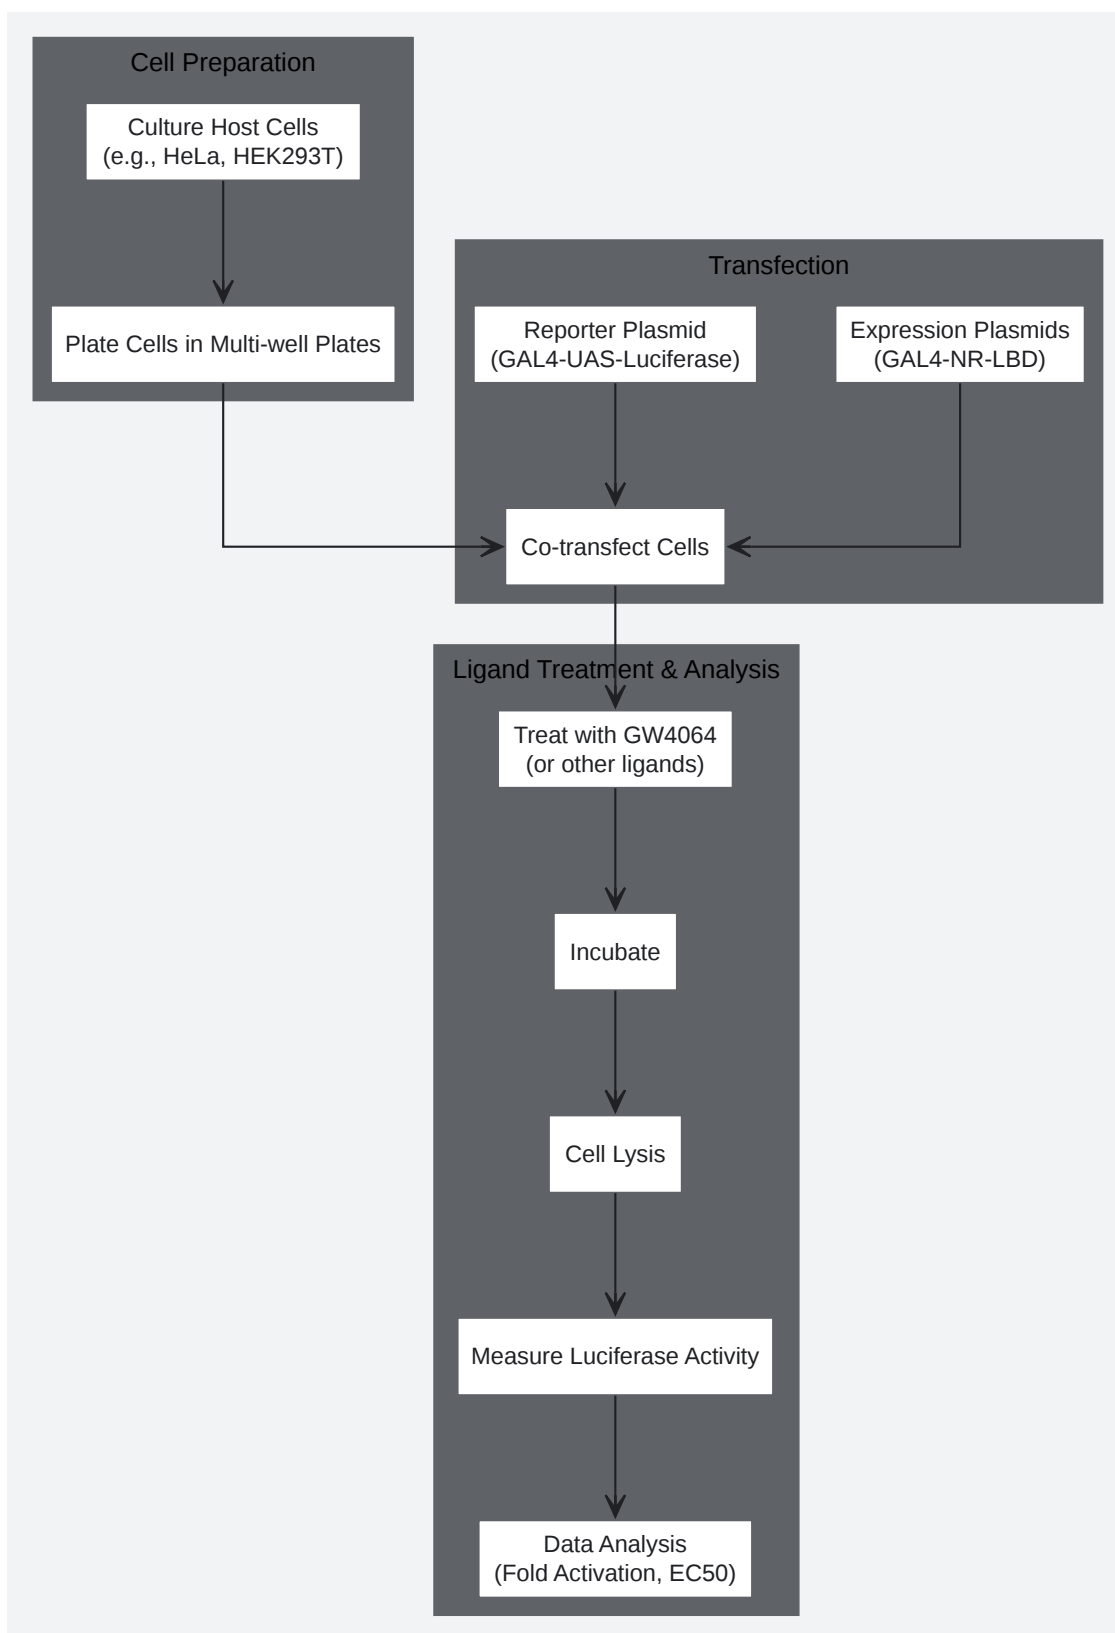 Cell Preparation
Culture Host Cells
(e.g., HeLa, HEK293T)
Plate Cells in Multi-well Plates
Transfection
Reporter Plasmid
(GAL4-UAS-Luciferase)
Expression Plasmids
(GAL4-NR-LBD)
Co-transfect Cells
Ligand Treatment & Analysis
Treat with GW4064
(or other ligands)
Incubate
Cell Lysis
Measure Luciferase Activity
Data Analysis
(Fold Activation, EC50)